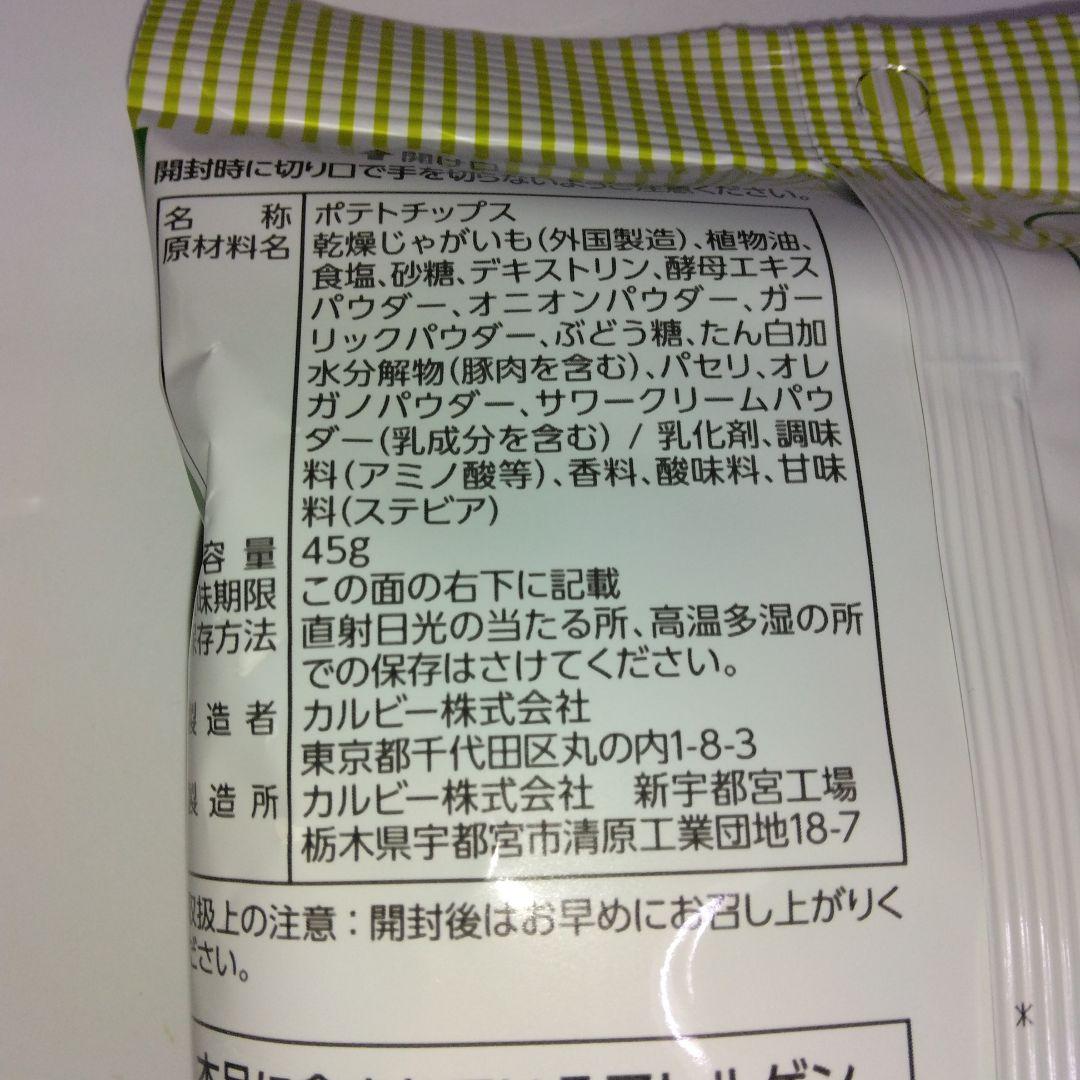 開け口
開封時に切り口で手を切らないようご注意ください。
名称 ポテトチップス
原材料名 乾燥じゃがいも(外国製造)、植物油、
食塩、砂糖、デキストリン、酵母エキス
パウダー、オニオンパウダー、ガー
リックパウダー、ぶどう糖、たん白加
水分解物(豚肉を含む)、パセリ、オレ
ガノパウダー、サワークリームパウ
ダー(乳成分を含む) / 乳化剤、調味
料(アミノ酸等)、香料、酸味料、甘味
料(ステビア)
容量 45g
味期限 この面の右下に記載
存方法 直射日光の当たる所、高温多湿の所
での保存はさけてください。
製造者 カルビー株式会社
東京都千代田区丸の内1-8-3
製造所 カルビー株式会社 新宇都宮工場
栃木県宇都宮市清原工業団地18-7
取扱上の注意：開封後はお早めにお召し上がりく
ださい。